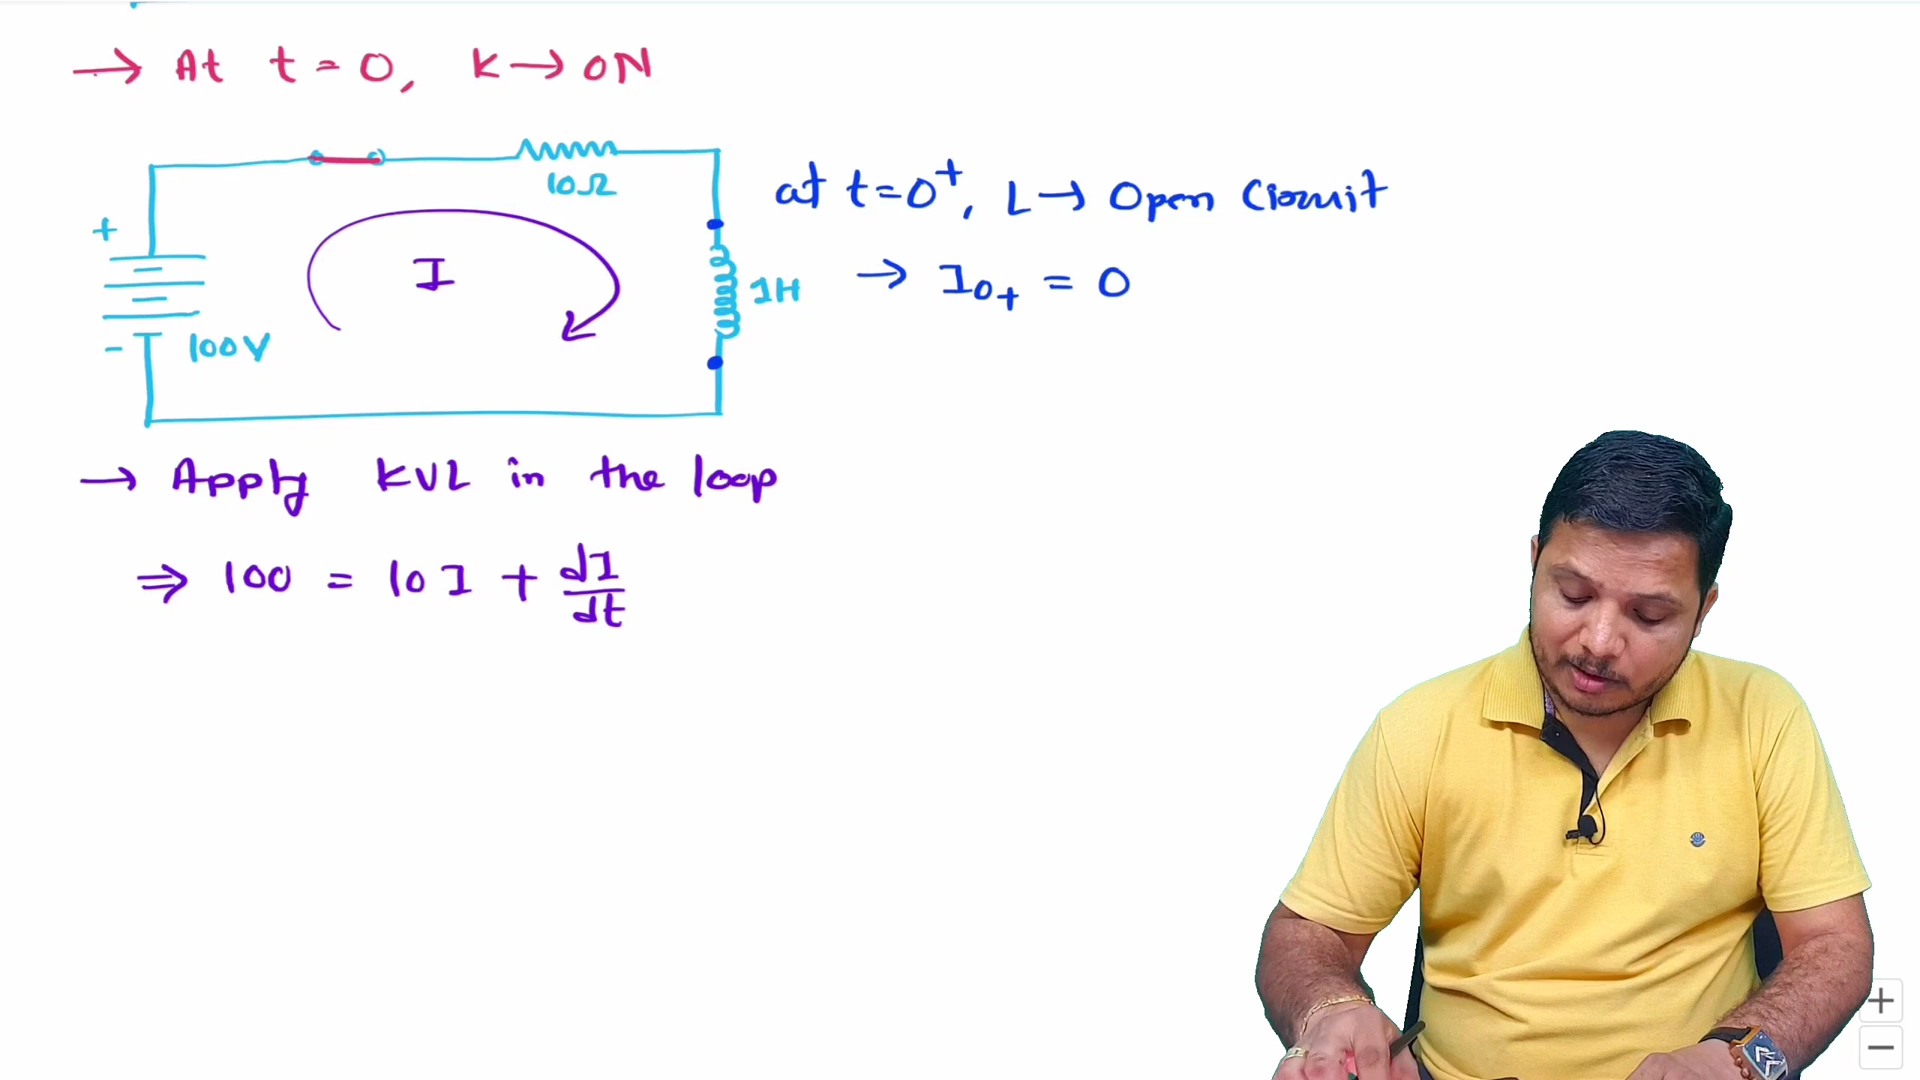 → At t = 0, K → ON
10Ω
at t=0⁺, L → Open Circuit
+
I
1H
→ I₀₊ = 0
- 100V
→ Apply KVL in the loop
⇒ 100 = 10 I + dI/dt
+
−